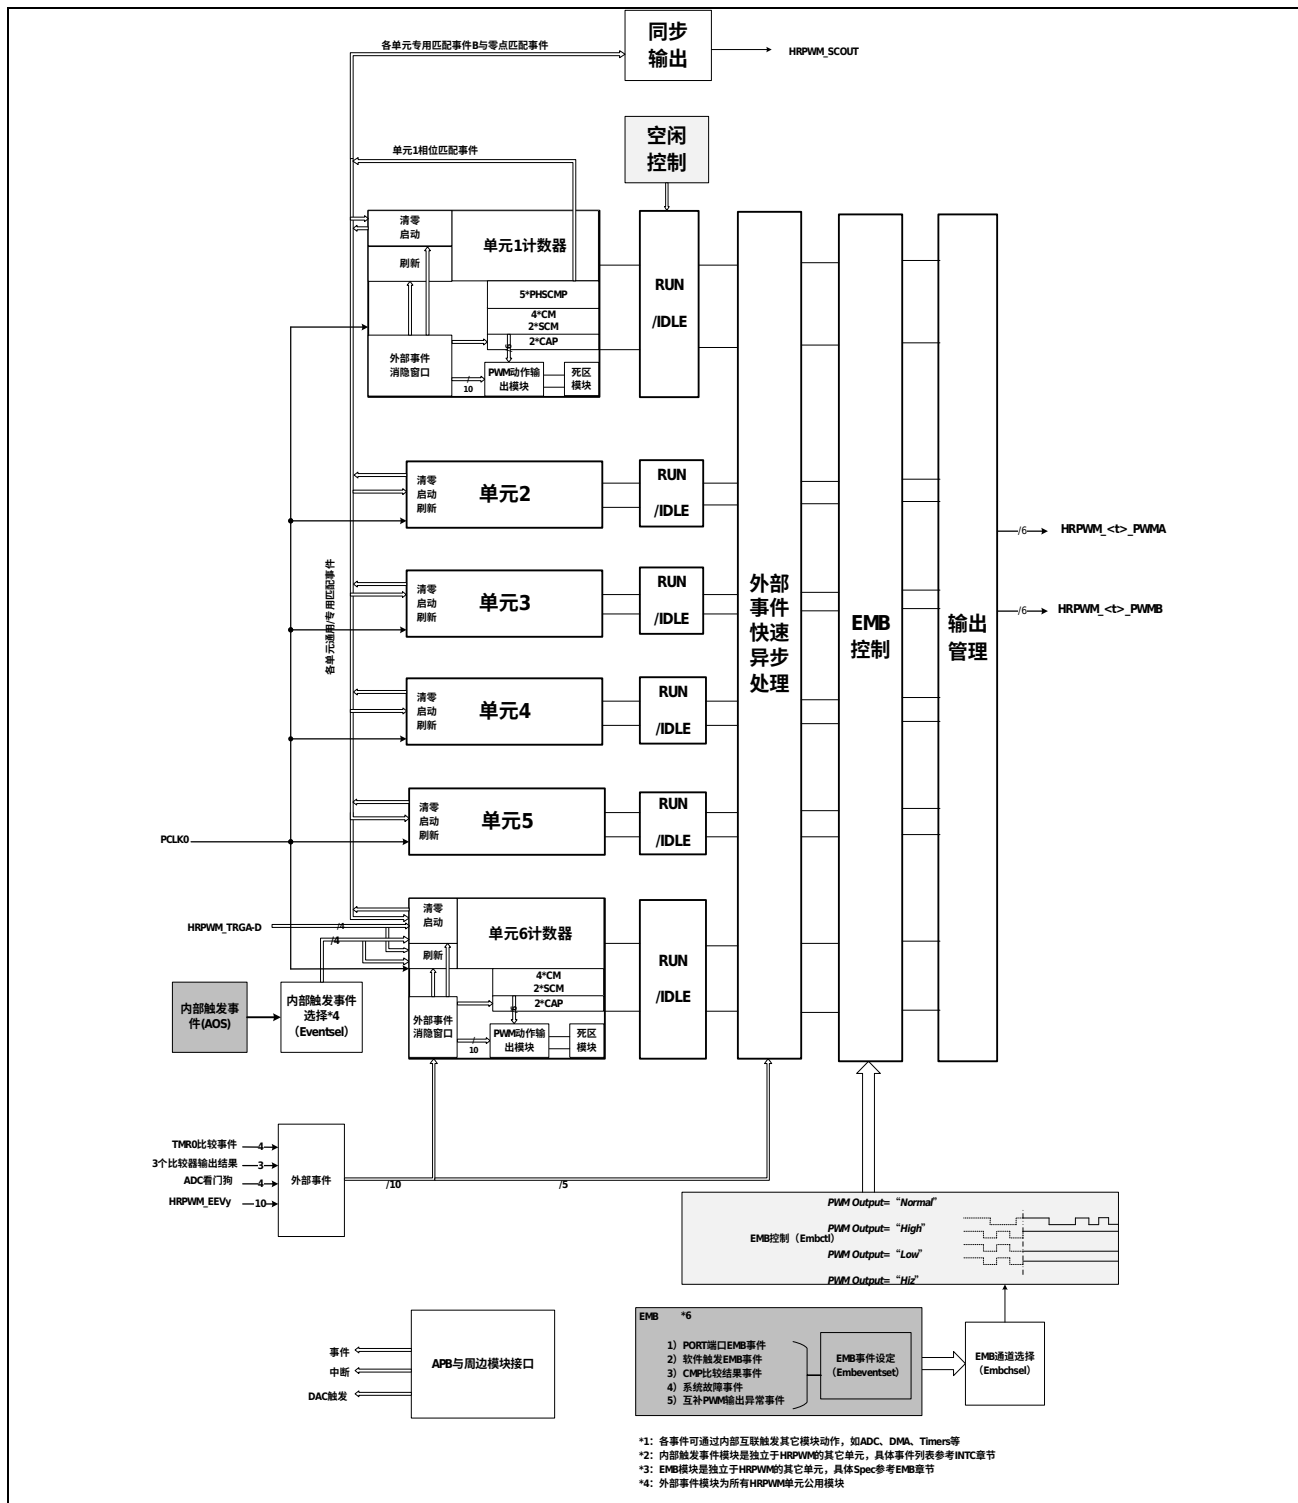 各单元专用匹配事件B与零点匹配事件
同步
输出
HRPWM_SCOUT
空闲
控制
单元1相位匹配事件
清零
启动
刷新
单元1计数器
5*PHSCMP
4*CM
2*SCM
2*CAP
/6
外部事件
消隐窗口
/
10
PWM动作输
出模块
死区
模块
RUN
/IDLE
清零
启动
刷新
单元2
RUN
/IDLE
清零
启动
刷新
单元3
RUN
/IDLE
清零
启动
刷新
单元4
RUN
/IDLE
清零
启动
刷新
单元5
RUN
/IDLE
各单元通用/专用匹配事件
外部
事件
快速
异步
处理
EMB
控制
输出
管理
/6
HRPWM_<t>_PWMA
/6
HRPWM_<t>_PWMB
PCLK0
HRPWM_TRGA-D
/4
/4
清零
启动
刷新
单元6计数器
4*CM
2*SCM
2*CAP
/6
外部事件
消隐窗口
/
10
PWM动作输
出模块
死区
模块
RUN
/IDLE
内部触发事
件(AOS)
内部触发事件
选择*4
（Eventsel）
TMR0比较事件
4
3个比较器输出结果
3
ADC看门狗
4
HRPWM_EEVy
10
外部事件
/10
/5
PWM Output=“Normal”
PWM Output=“High”
EMB控制（Embctl）
PWM Output=“Low”
PWM Output=“Hiz”
事件
中断
DAC触发
APB与周边模块接口
EMB *6
1）PORT端口EMB事件
2）软件触发EMB事件
3）CMP比较结果事件
4）系统故障事件
5）互补PWM输出异常事件
EMB事件设定
（Embeventset）
EMB通道选择
（Embchsel）
*1：各事件可通过内部互联触发其它模块动作，如ADC、DMA、Timers等
*2：内部触发事件模块是独立于HRPWM的其它单元，具体事件列表参考INTC章节
*3：EMB模块是独立于HRPWM的其它单元，具体Spec参考EMB章节
*4：外部事件模块为所有HRPWM单元公用模块